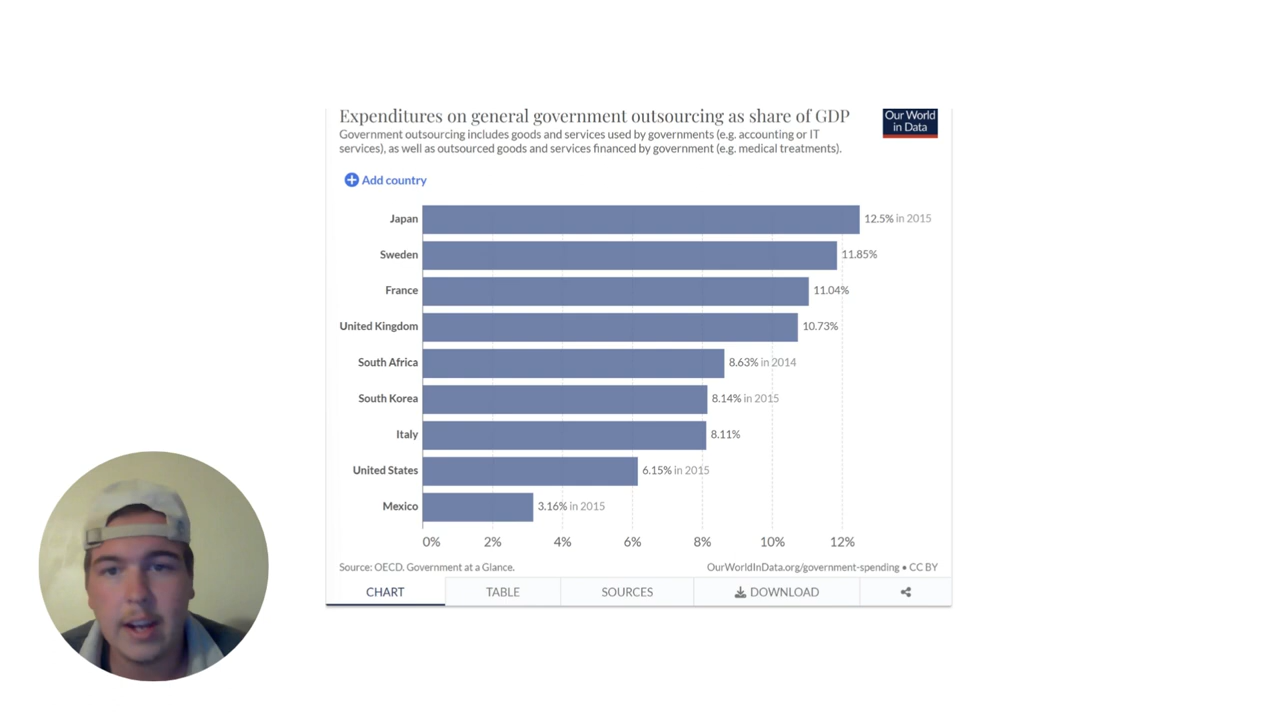 Expenditures on general government outsourcing as share of GDP
Our World
in Data
Government outsourcing includes goods and services used by governments (e.g. accounting or IT
services), as well as outsourced goods and services financed by government (e.g. medical treatments).
Add country
Japan 12.5% in 2015
Sweden 11.85%
France 11.04%
United Kingdom 10.73%
South Africa 8.63% in 2014
South Korea 8.14% in 2015
Italy 8.11%
United States 6.15% in 2015
Mexico 3.16% in 2015
0% 2% 4% 6% 8% 10% 12%
Source: OECD. Government at a Glance. OurWorldInData.org/government-spending • CC BY
CHART TABLE SOURCES DOWNLOAD